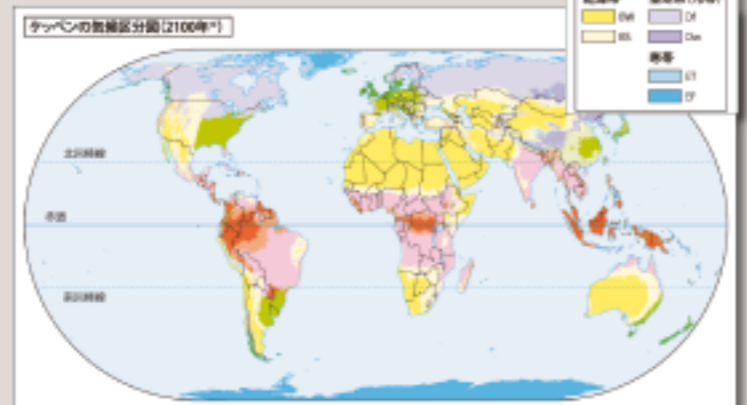 ケッペンの気候区分図(2100年*)
BW
Df
BS
Dw
寒帯
ET
EF
北回帰線
赤道
南回帰線